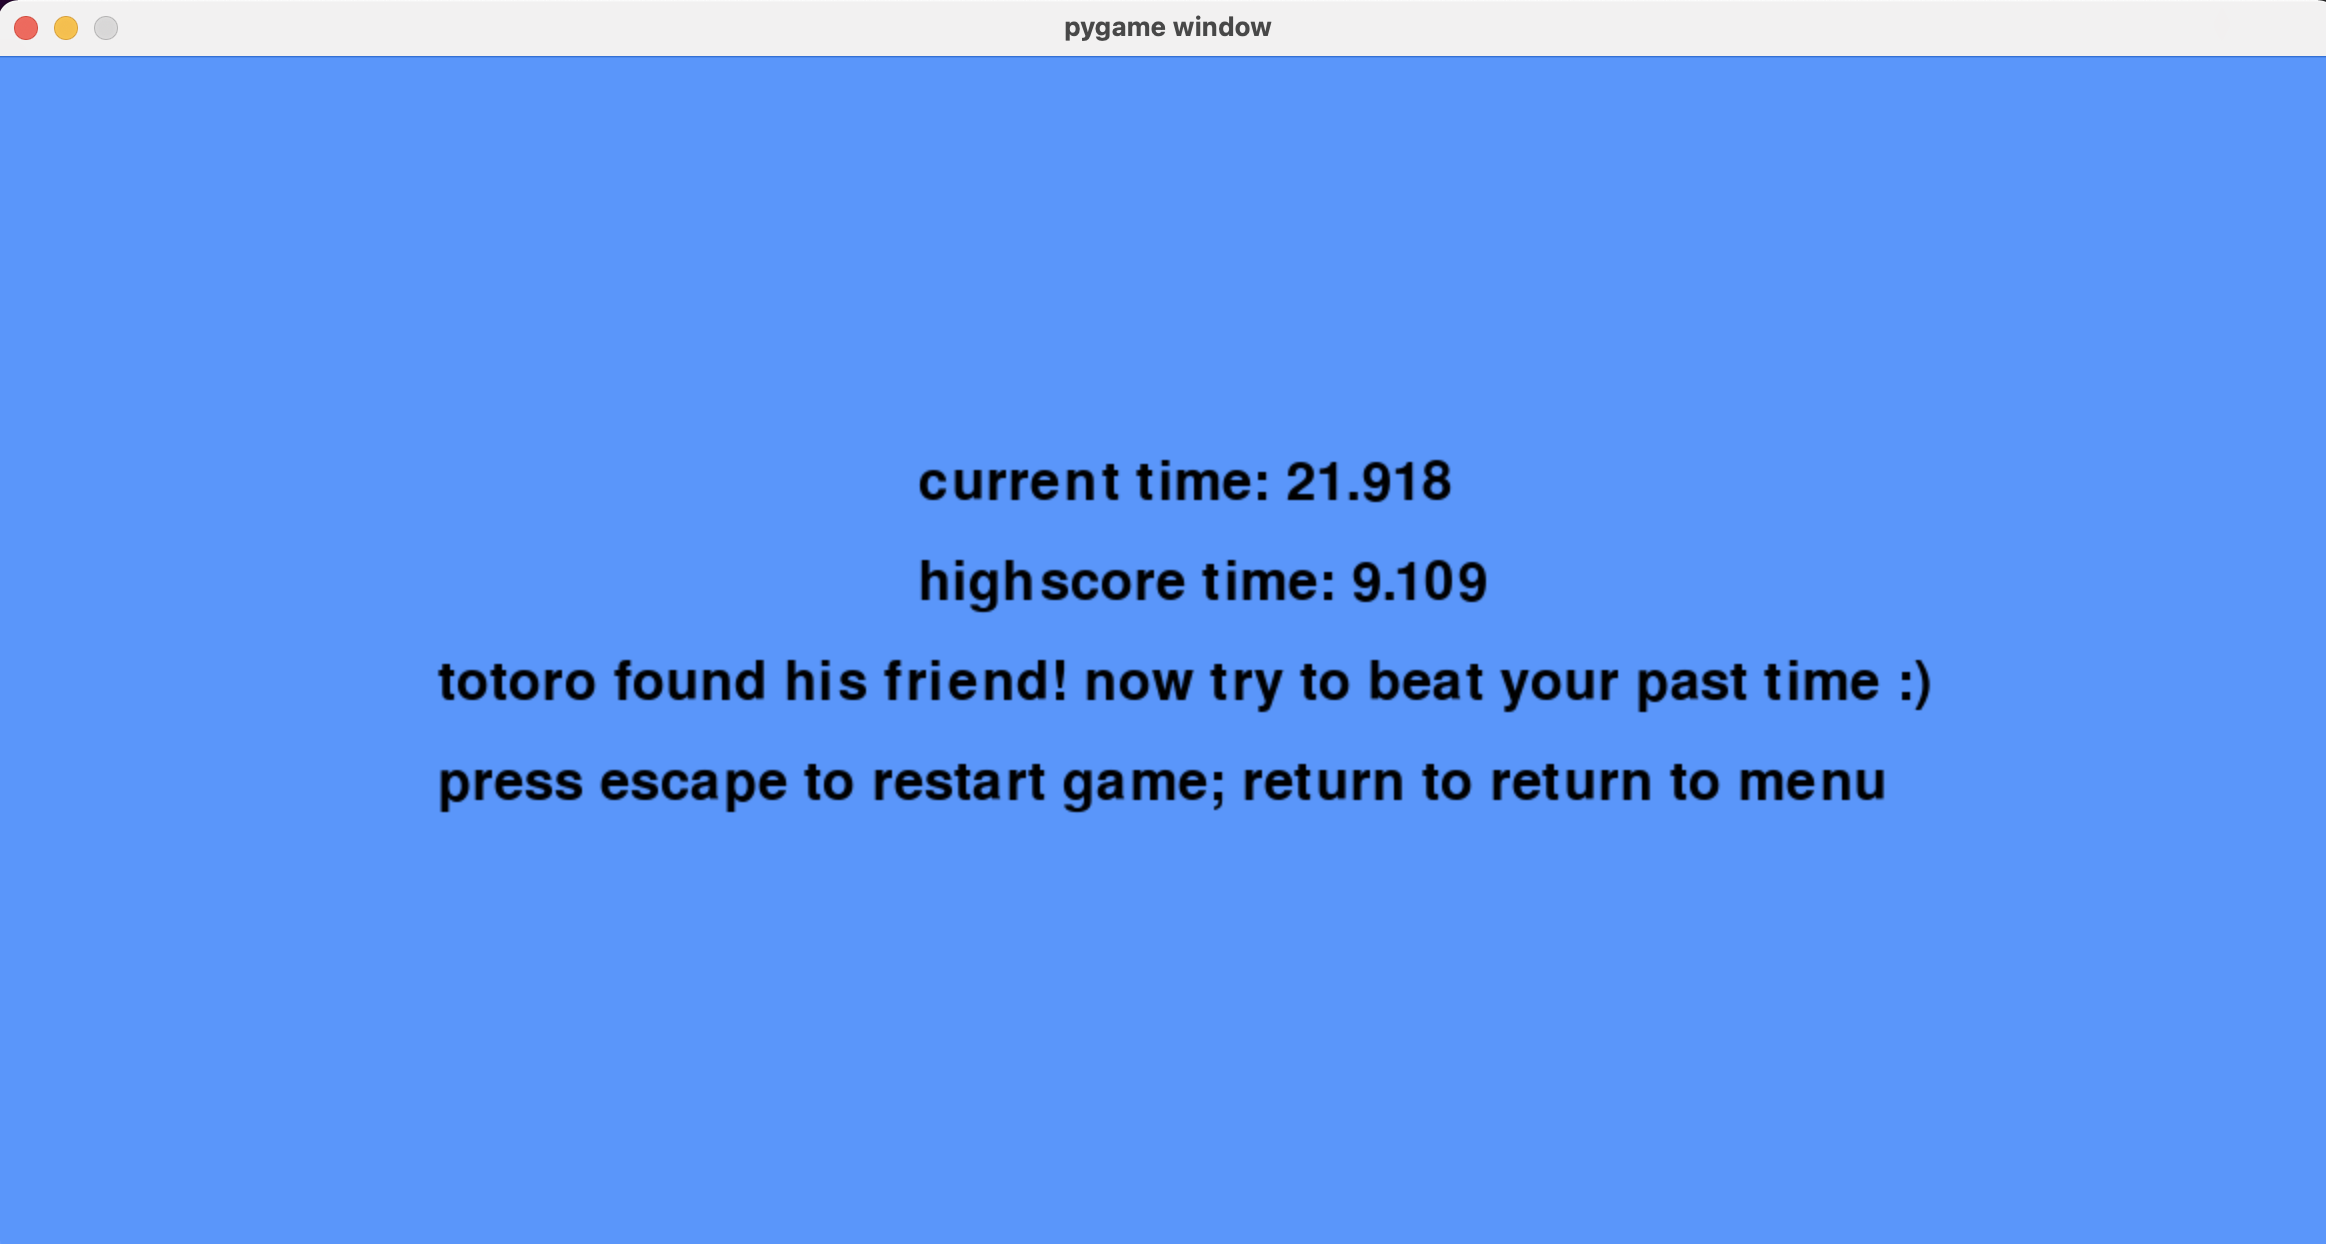 pygame window
current time: 21.918
highscore time: 9.109
totoro found his friend! now try to beat your past time :)
press escape to restart game; return to return to menu